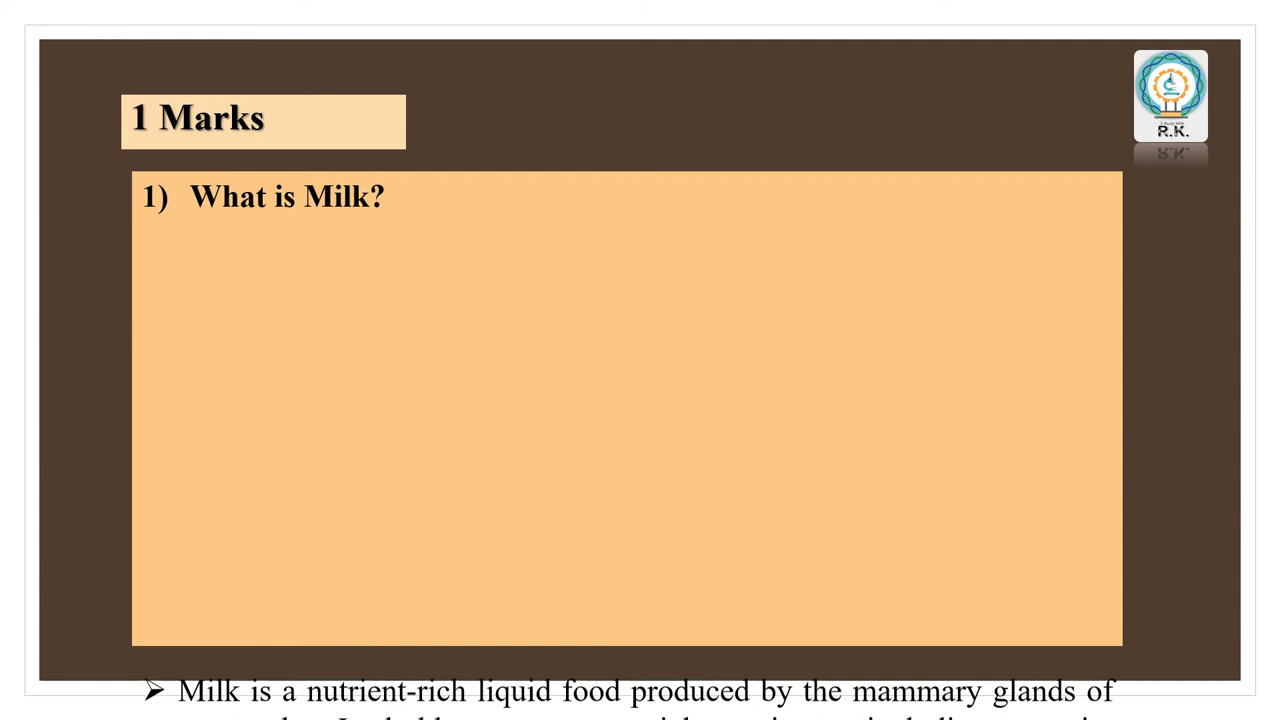 1 Marks
R.K.
1) What is Milk?
➢ Milk is a nutrient-rich liquid food produced by the mammary glands of